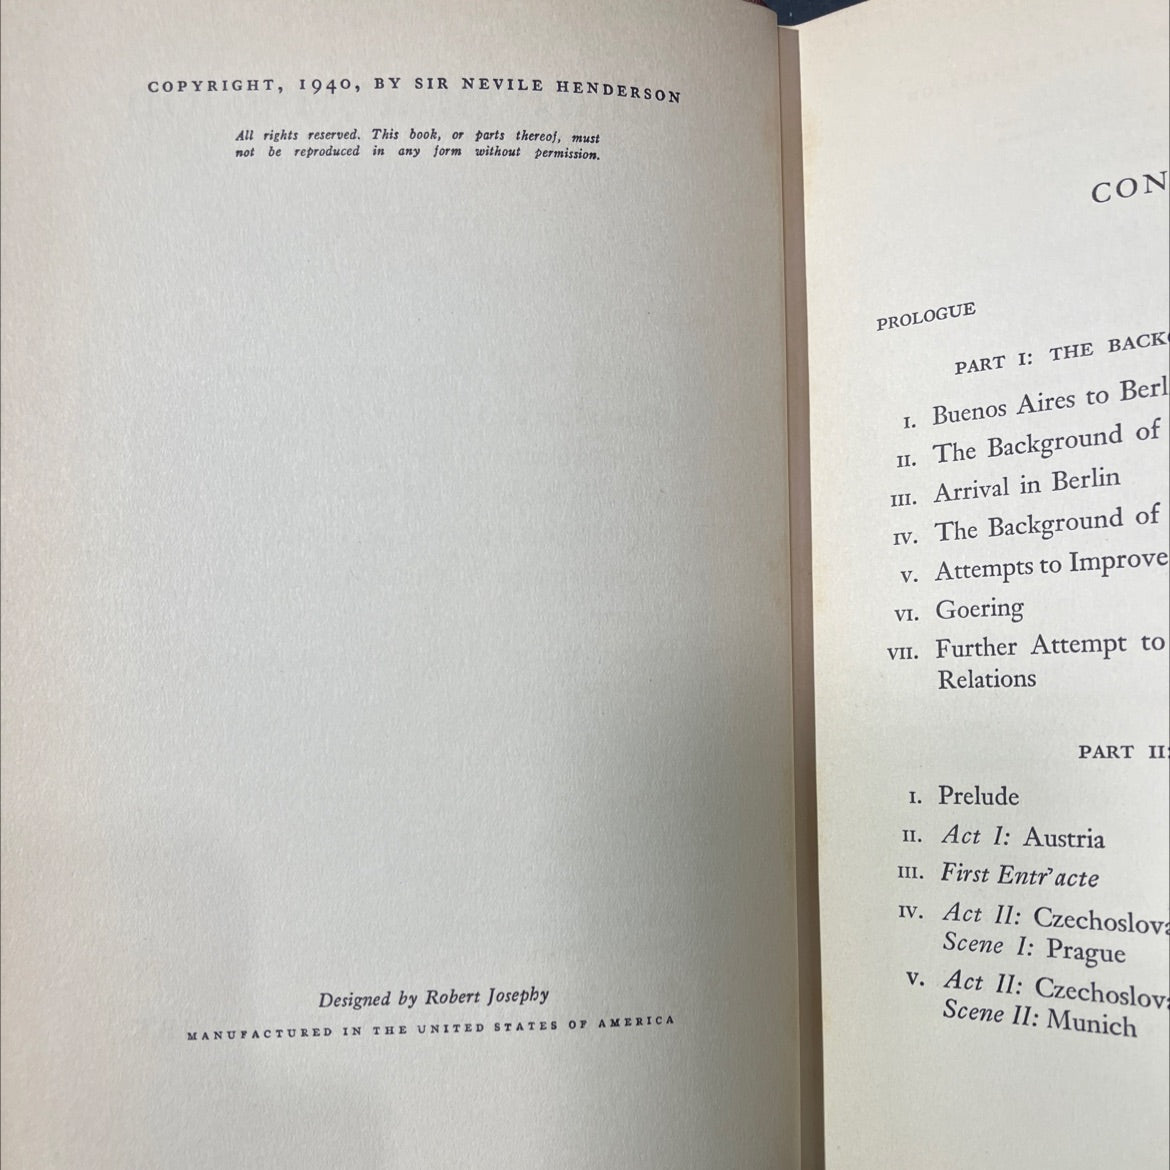 COPYRIGHT, 1940, BY SIR NEVILE HENDERSON
All rights reserved. This book, or parts thereof, must
not be reproduced in any form without permission.
Designed by Robert Josephy
MANUFACTURED IN THE UNITED STATES OF AMERICA
CON
PROLOGUE
PART I: THE BACK
I. Buenos Aires to Berl
II. The Background of
III. Arrival in Berlin
IV. The Background of
V. Attempts to Improve
VI. Goering
VII. Further Attempt to
Relations
PART II:
I. Prelude
II. Act I: Austria
III. First Entr'acte
IV. Act II: Czechoslova
Scene I: Prague
V. Act II: Czechoslova
Scene II: Munich